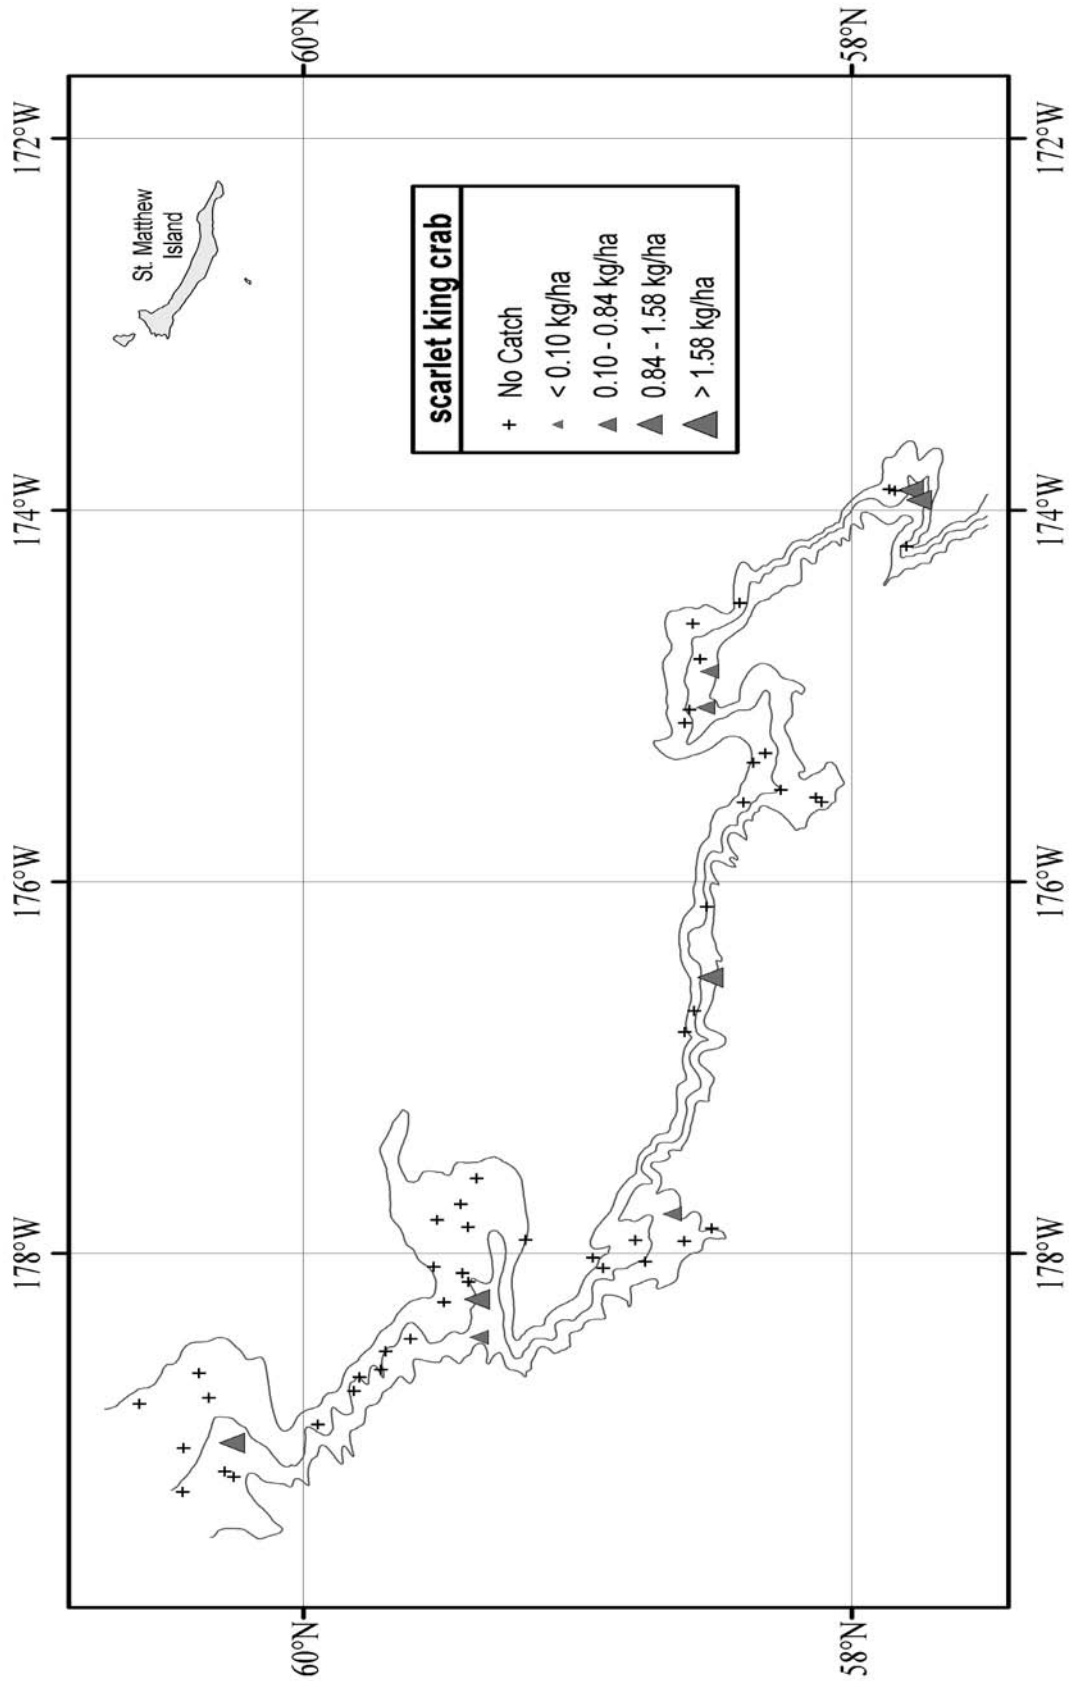 172°W
174°W
176°W
178°W
60°N
60°N
58°N
58°N
St. Matthew
Island
scarlet king crab
No Catch
< 0.10 kg/ha
0.10 - 0.84 kg/ha
0.84 - 1.58 kg/ha
> 1.58 kg/ha
172°W
174°W
176°W
178°W